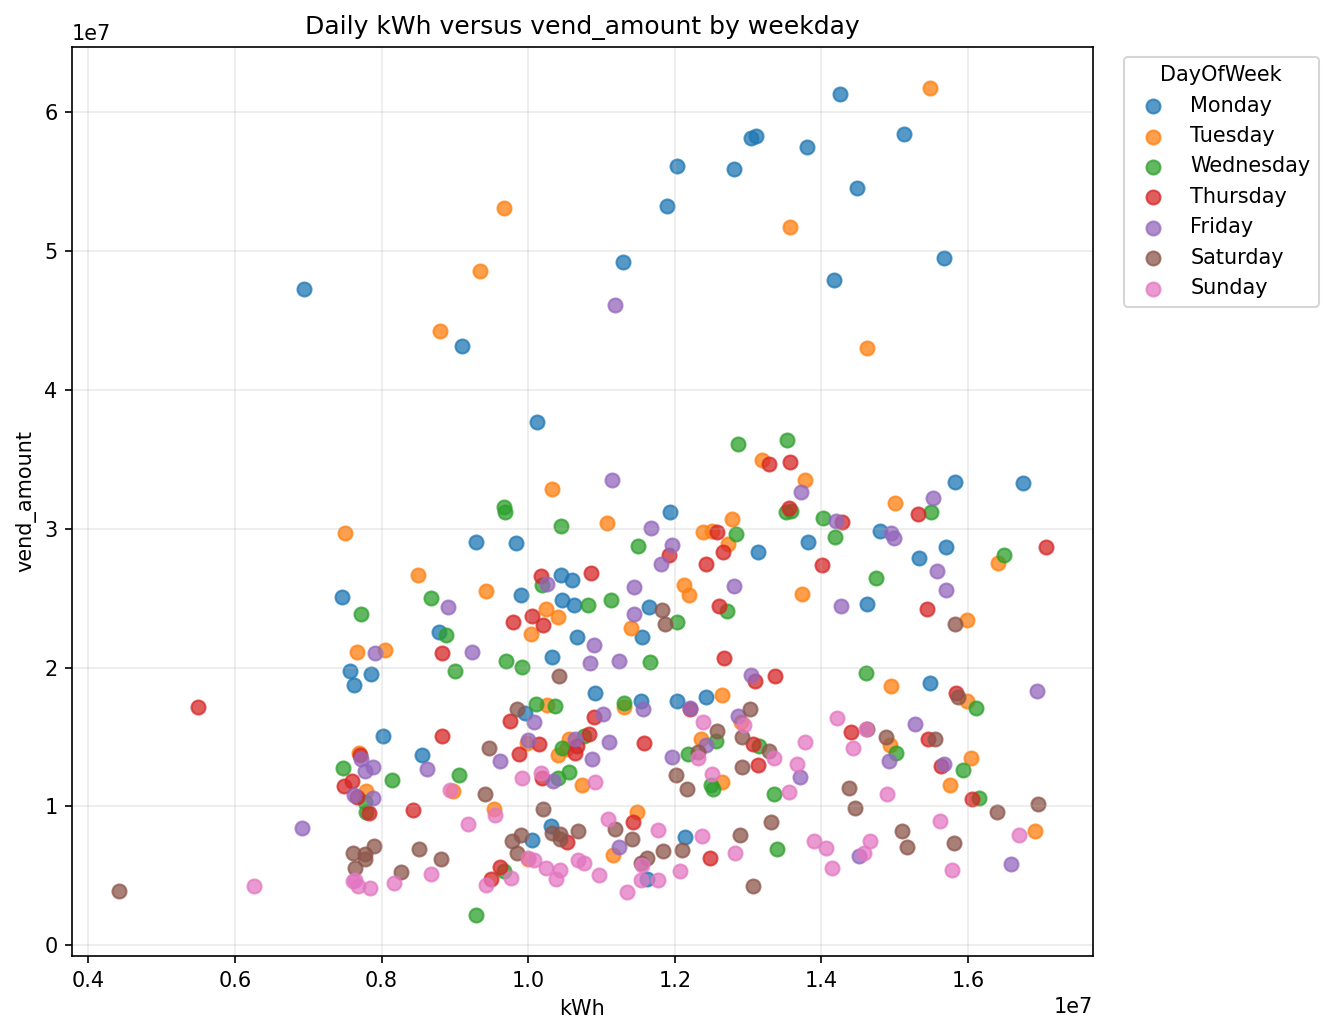 Daily kWh versus vend_amount by weekday
1e7
6
5
4
3
2
1
0
vend_amount
0.4 0.6 0.8 1.0 1.2 1.4 1.6
kWh
1e7
DayOfWeek
Monday
Tuesday
Wednesday
Thursday
Friday
Saturday
Sunday